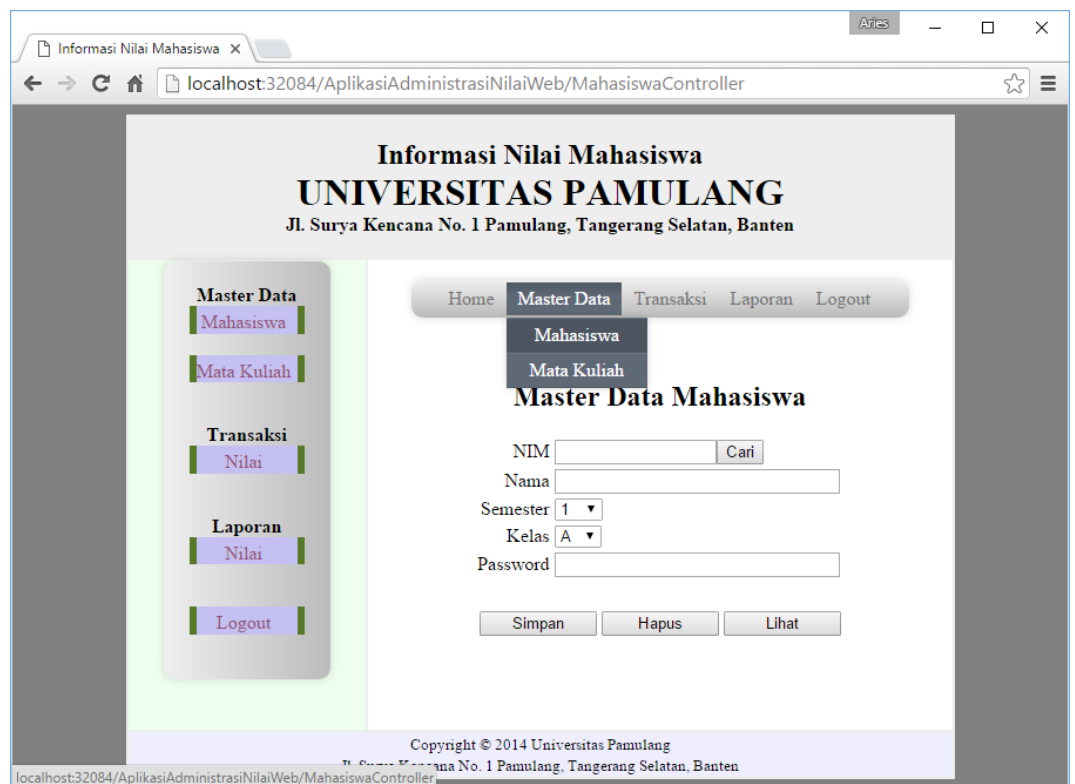 Aries
Informasi Nilai Mahasiswa
localhost:32084/AplikasiAdministrasiNilaiWeb/MahasiswaController
Informasi Nilai Mahasiswa
UNIVERSITAS PAMULANG
Jl. Surya Kencana No. 1 Pamulang, Tangerang Selatan, Banten
Master Data
Mahasiswa
Mata Kuliah
Transaksi
Nilai
Laporan
Nilai
Logout
Home Master Data Transaksi Laporan Logout
Mahasiswa
Mata Kuliah
Master Data Mahasiswa
NIM Cari
Nama
Semester 1
Kelas A
Password
Simpan Hapus Lihat
Copyright © 2014 Universitas Pamulang
No. 1 Pamulang, Tangerang Selatan, Banten
localhost:32084/AplikasiAdministrasiNilaiWeb/MahasiswaController